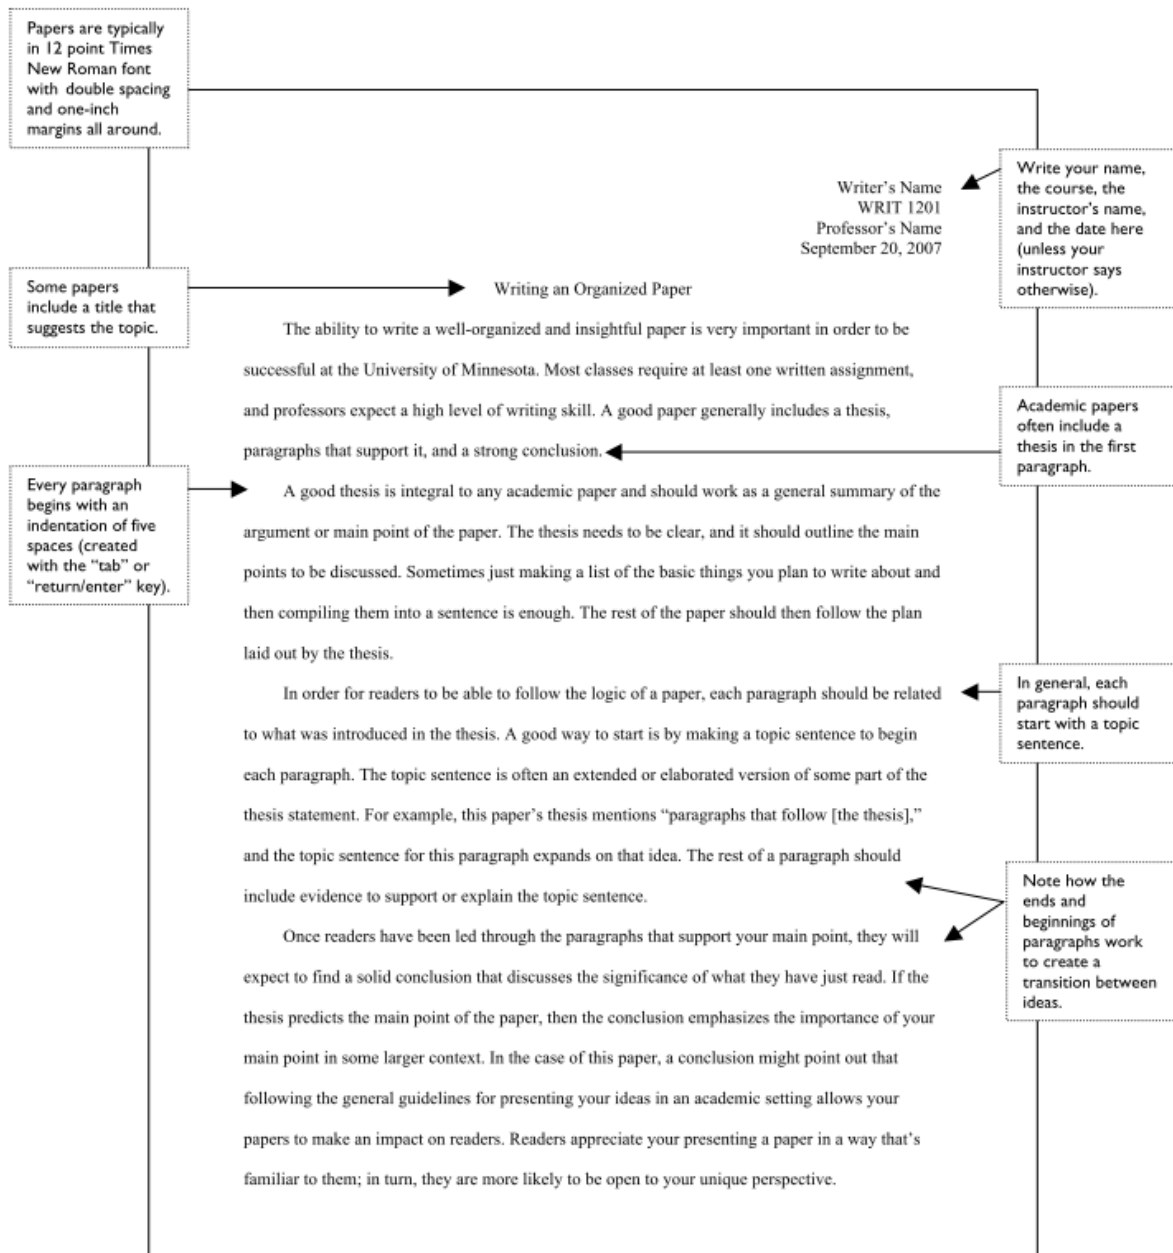 Papers are typically
in 12 point Times
New Roman font
with double spacing
and one-inch
margins all around.
Writer's Name
WRIT 1201
Professor's Name
September 20, 2007
Write your name,
the course, the
instructor's name,
and the date here
(unless your
instructor says
otherwise).
Some papers
include a title that
suggests the topic.
Writing an Organized Paper
The ability to write a well-organized and insightful paper is very important in order to be
successful at the University of Minnesota. Most classes require at least one written assignment,
and professors expect a high level of writing skill. A good paper generally includes a thesis,
paragraphs that support it, and a strong conclusion.
Academic papers
often include a
thesis in the first
paragraph.
Every paragraph
begins with an
indentation of five
spaces (created
with the “tab” or
“return/enter” key).
A good thesis is integral to any academic paper and should work as a general summary of the
argument or main point of the paper. The thesis needs to be clear, and it should outline the main
points to be discussed. Sometimes just making a list of the basic things you plan to write about and
then compiling them into a sentence is enough. The rest of the paper should then follow the plan
laid out by the thesis.
In order for readers to be able to follow the logic of a paper, each paragraph should be related
to what was introduced in the thesis. A good way to start is by making a topic sentence to begin
each paragraph. The topic sentence is often an extended or elaborated version of some part of the
thesis statement. For example, this paper's thesis mentions “paragraphs that follow [the thesis],”
and the topic sentence for this paragraph expands on that idea. The rest of a paragraph should
include evidence to support or explain the topic sentence.
In general, each
paragraph should
start with a topic
sentence.
Note how the
ends and
beginnings of
paragraphs work
to create a
transition between
ideas.
Once readers have been led through the paragraphs that support your main point, they will
expect to find a solid conclusion that discusses the significance of what they have just read. If the
thesis predicts the main point of the paper, then the conclusion emphasizes the importance of your
main point in some larger context. In the case of this paper, a conclusion might point out that
following the general guidelines for presenting your ideas in an academic setting allows your
papers to make an impact on readers. Readers appreciate your presenting a paper in a way that's
familiar to them; in turn, they are more likely to be open to your unique perspective.